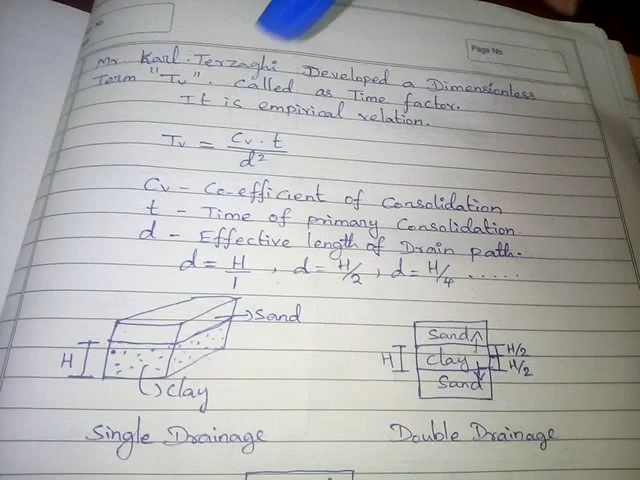 Page No.
Mr. Karl.Terzaghi Developed a Dimensionless
Term "Tv". called as Time factor.
It is empirical relation.
Tv = Cv . t / d²
Cv - Co-efficient of Consolidation
t - Time of primary Consolidation.
d - Effective length of Drain path.
d = H/1 , d = H/2 , d = H/4 .....
Sand
H
clay
Single Drainage
Sand
H
clay
H/2
H/2
Sand
Double Drainage